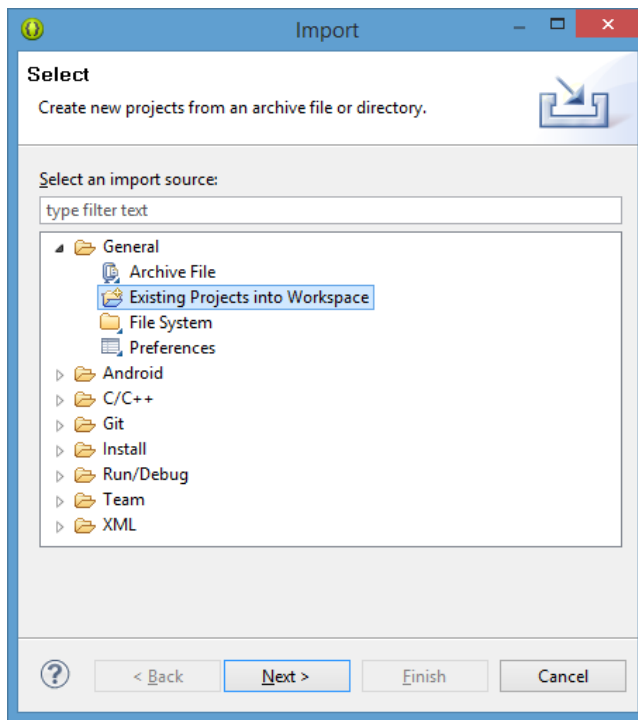 Import
Select
Create new projects from an archive file or directory.
Select an import source:
type filter text
General
Archive File
Existing Projects into Workspace
File System
Preferences
Android
C/C++
Git
Install
Run/Debug
Team
XML
? < Back Next > Finish Cancel